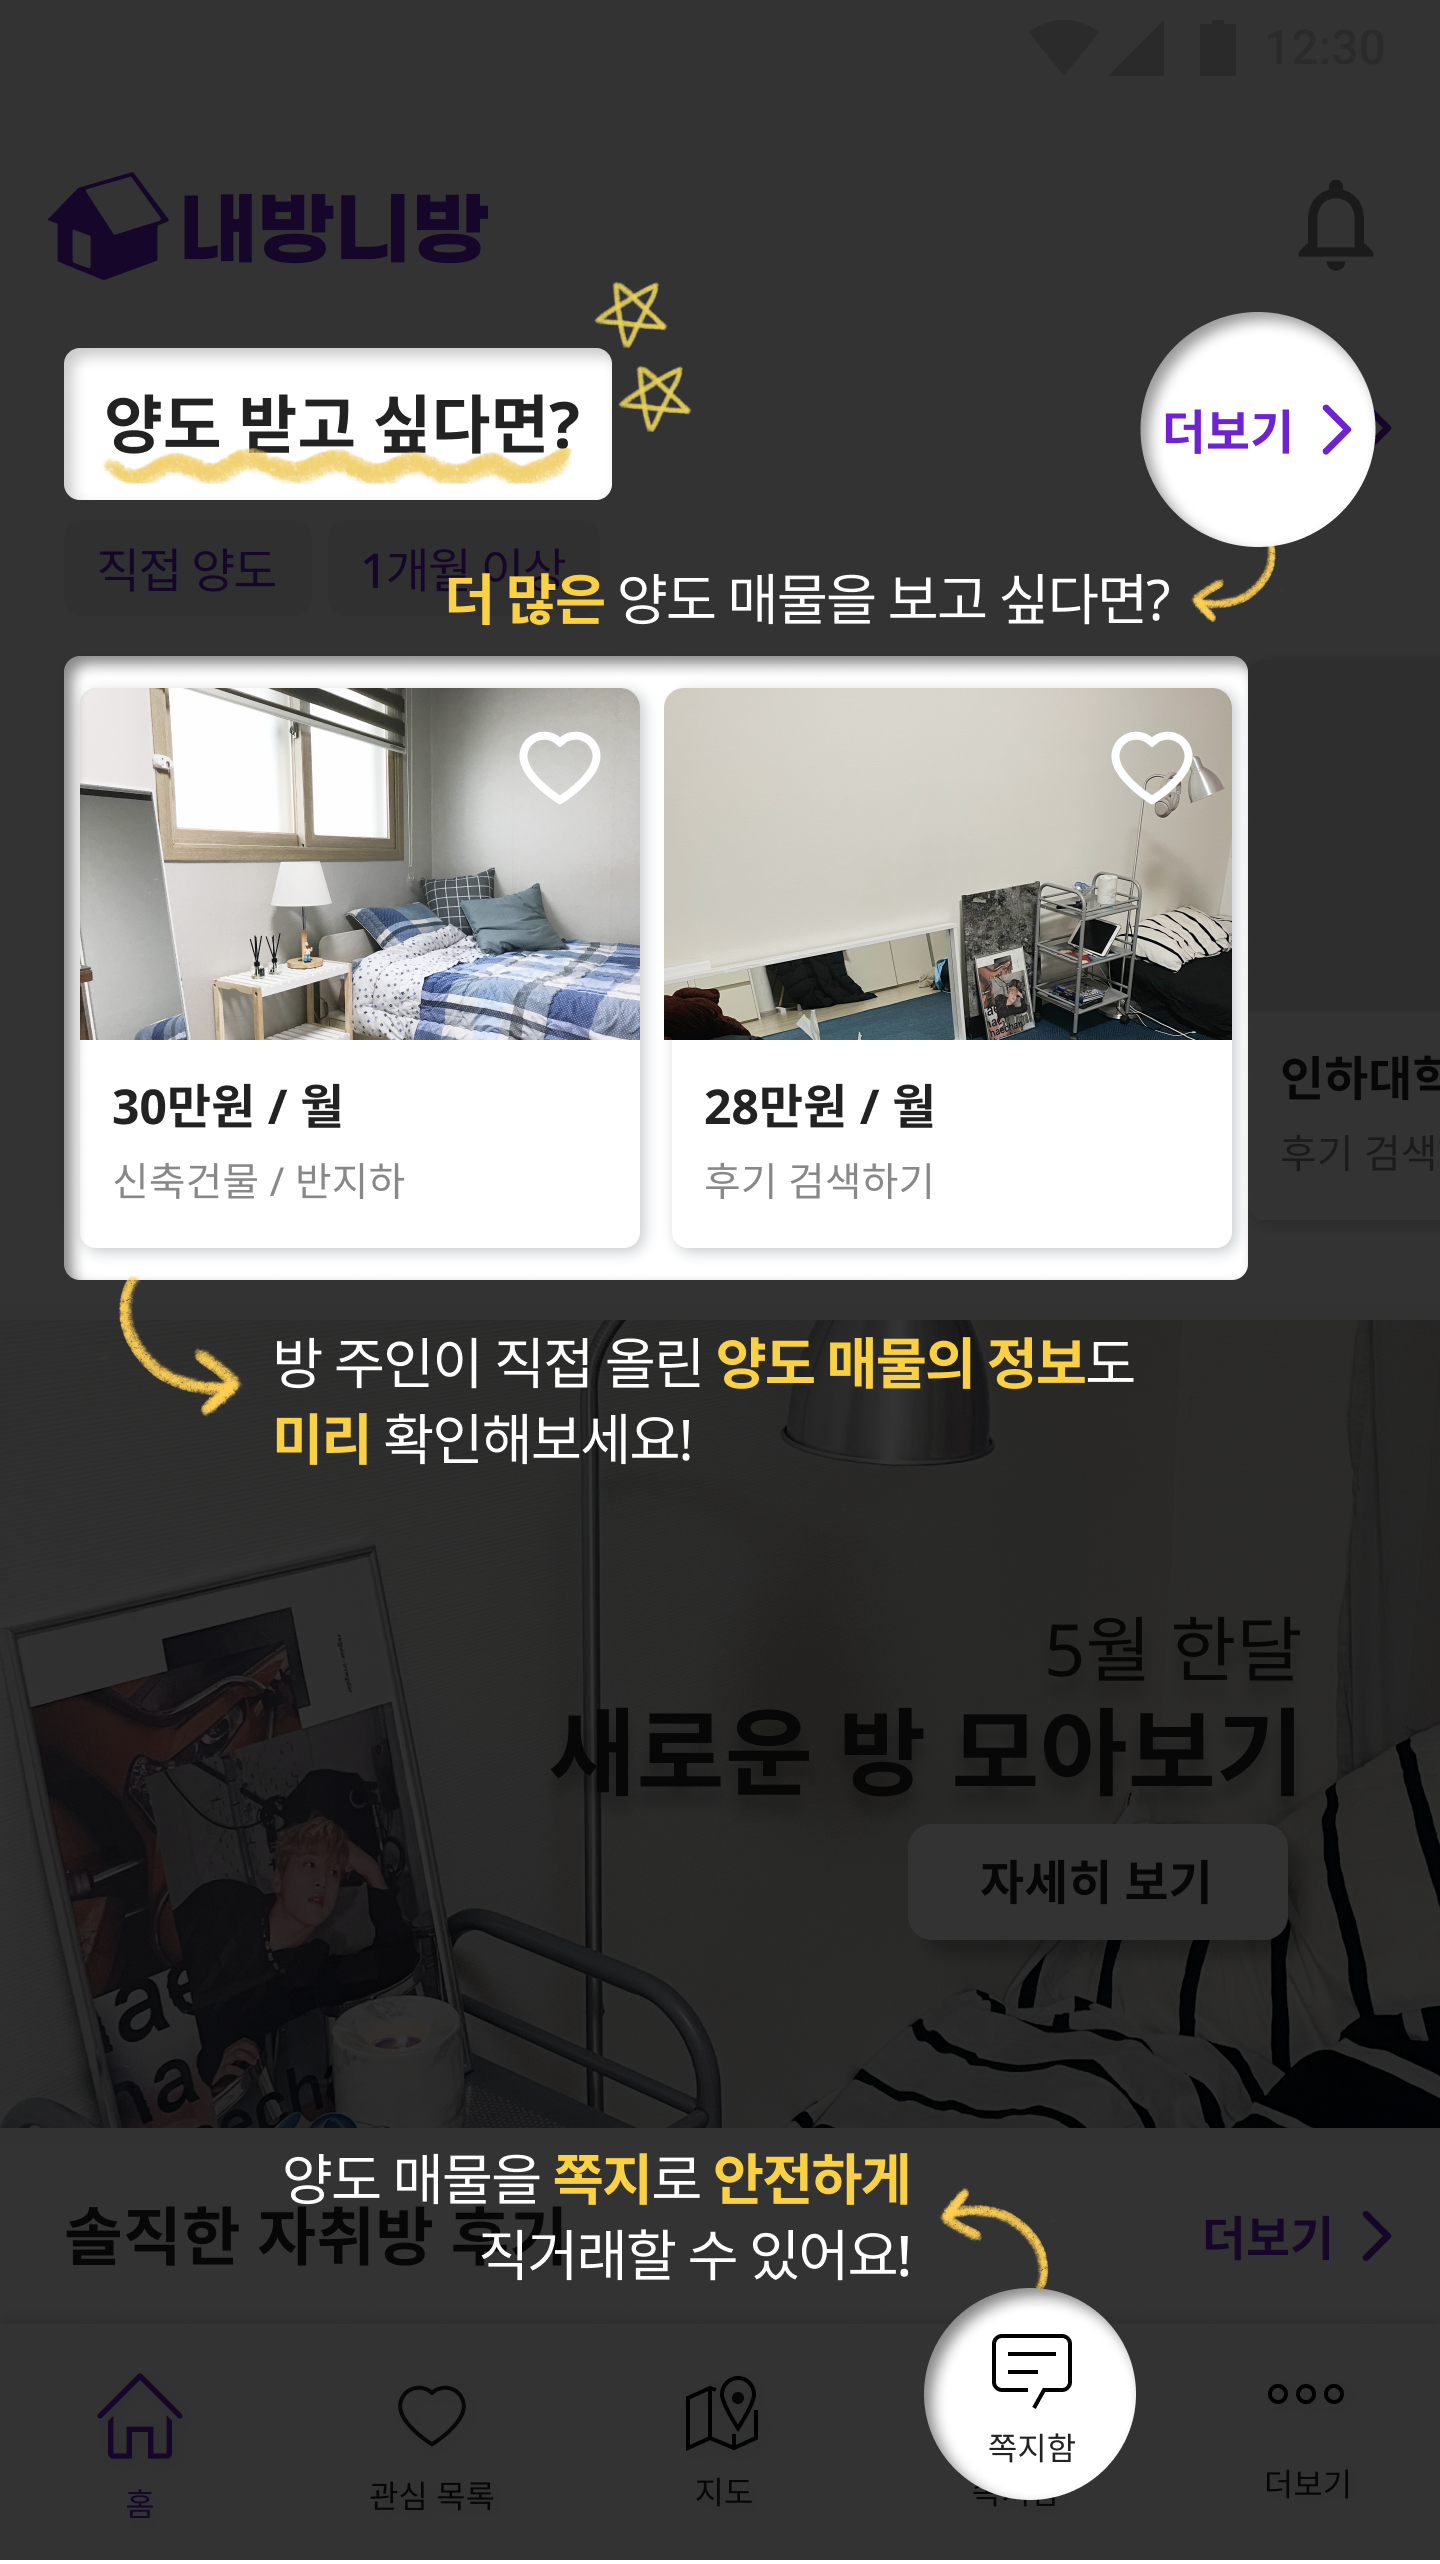 12:30
내방니방
양도 받고 싶다면?
더보기
직접 양도
1개월 이상
더 많은 양도 매물을 보고 싶다면?
30만원 / 월
신축건물 / 반지하
28만원 / 월
후기 검색하기
인하대학
후기 검색
방 주인이 직접 올린 양도 매물의 정보도
미리 확인해보세요!
5월 한달
새로운 방 모아보기
자세히 보기
haechan
양도 매물을 쪽지로 안전하게
직거래할 수 있어요!
솔직한 자취방 후기
더보기
홈
관심 목록
지도
쪽지함
더보기